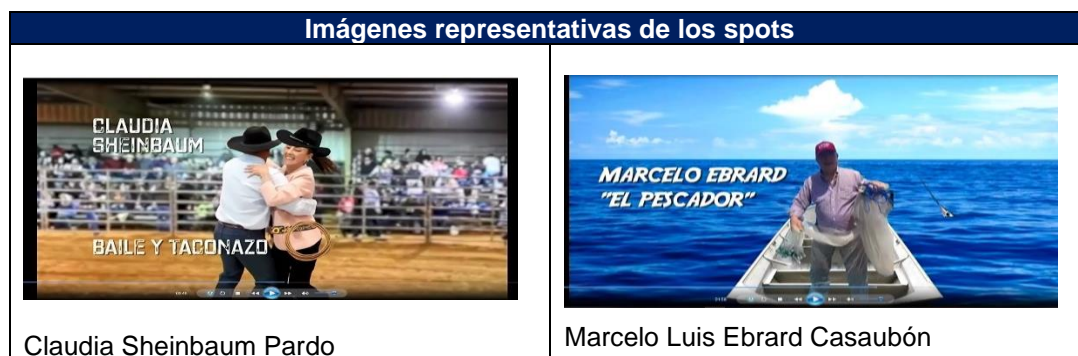 Imágenes representativas de los spots
CLAUDIA
SHEINBAUM
BAILE Y TACONAZO
Claudia Sheinbaum Pardo
MARCELO EBRARD
"EL PESCADOR"
Marcelo Luis Ebrard Casaubón